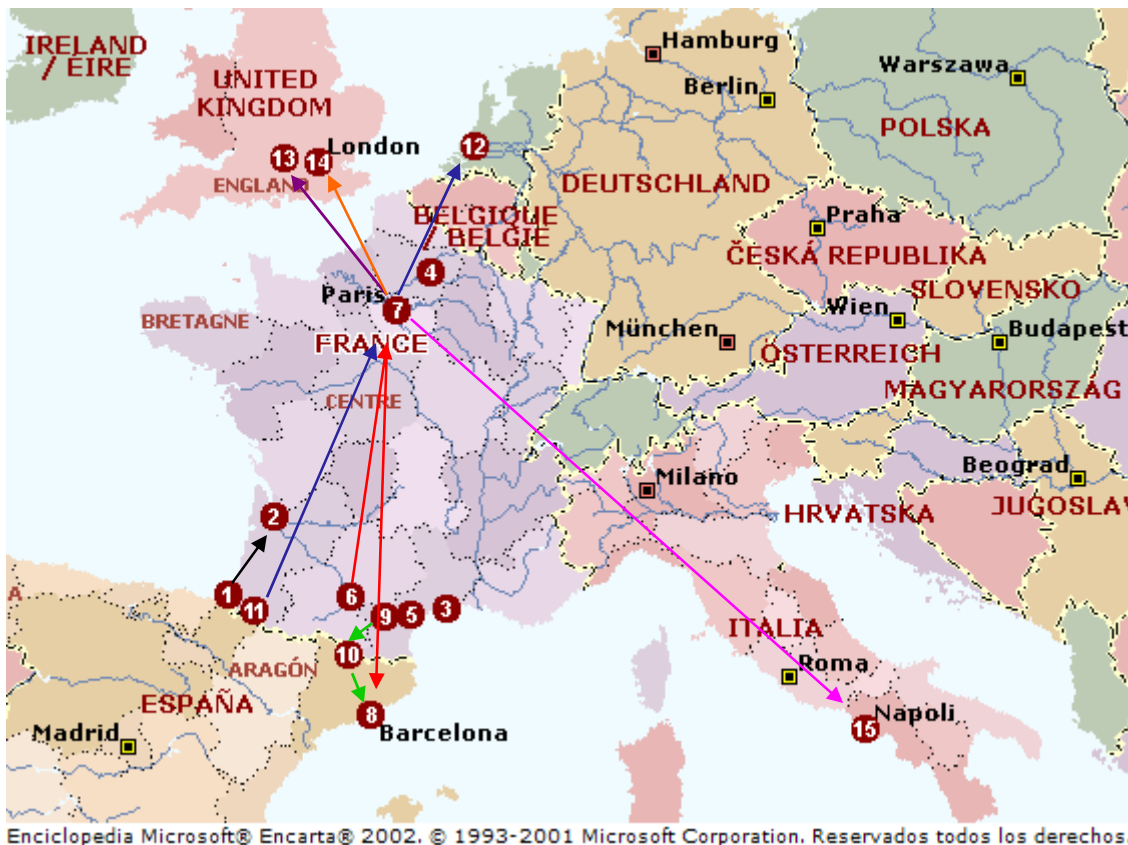 IRELAND
/ ÉIRE
UNITED
KINGDOM
Hamburg
Warszawa
Berlin
POLSKA
13
14
London
12
ENGLAND
DEUTSCHLAND
BELGIQUE
/ BELGIË
Praha
ČESKÁ REPUBLIKA
4
Paris
SLOVENSKO
7
Wien
BRETAGNE
München
Budapest
FRANCE
ÖSTERREICH
CENTRE
MAGYARORSZÁG
Milano
Beograd
HRVATSKA
JUGOSLAV
2
A
1
11
6
9
5
3
ITALIA
10
ARAGÓN
Roma
ESPAÑA
8
Napoli
15
Madrid
Barcelona
Enciclopedia Microsoft® Encarta® 2002. © 1993-2001 Microsoft Corporation. Reservados todos los derechos.